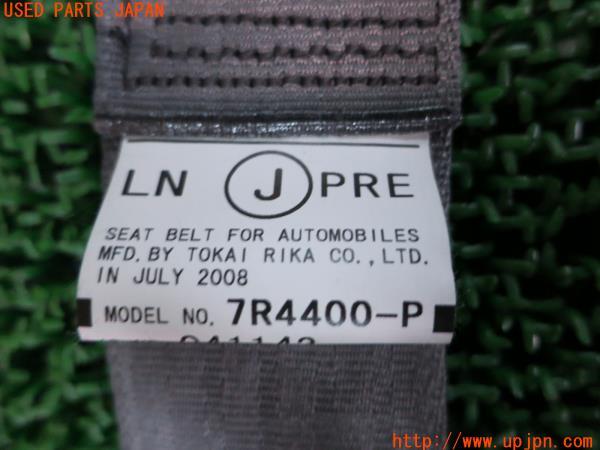 USED PARTS JAPAN
LN J PRE
SEAT BELT FOR AUTOMOBILES
MFD. BY TOKAI RIKA CO., LTD.
IN JULY 2008
MODEL NO. 7R4400-P
http://www.upjpn.com/